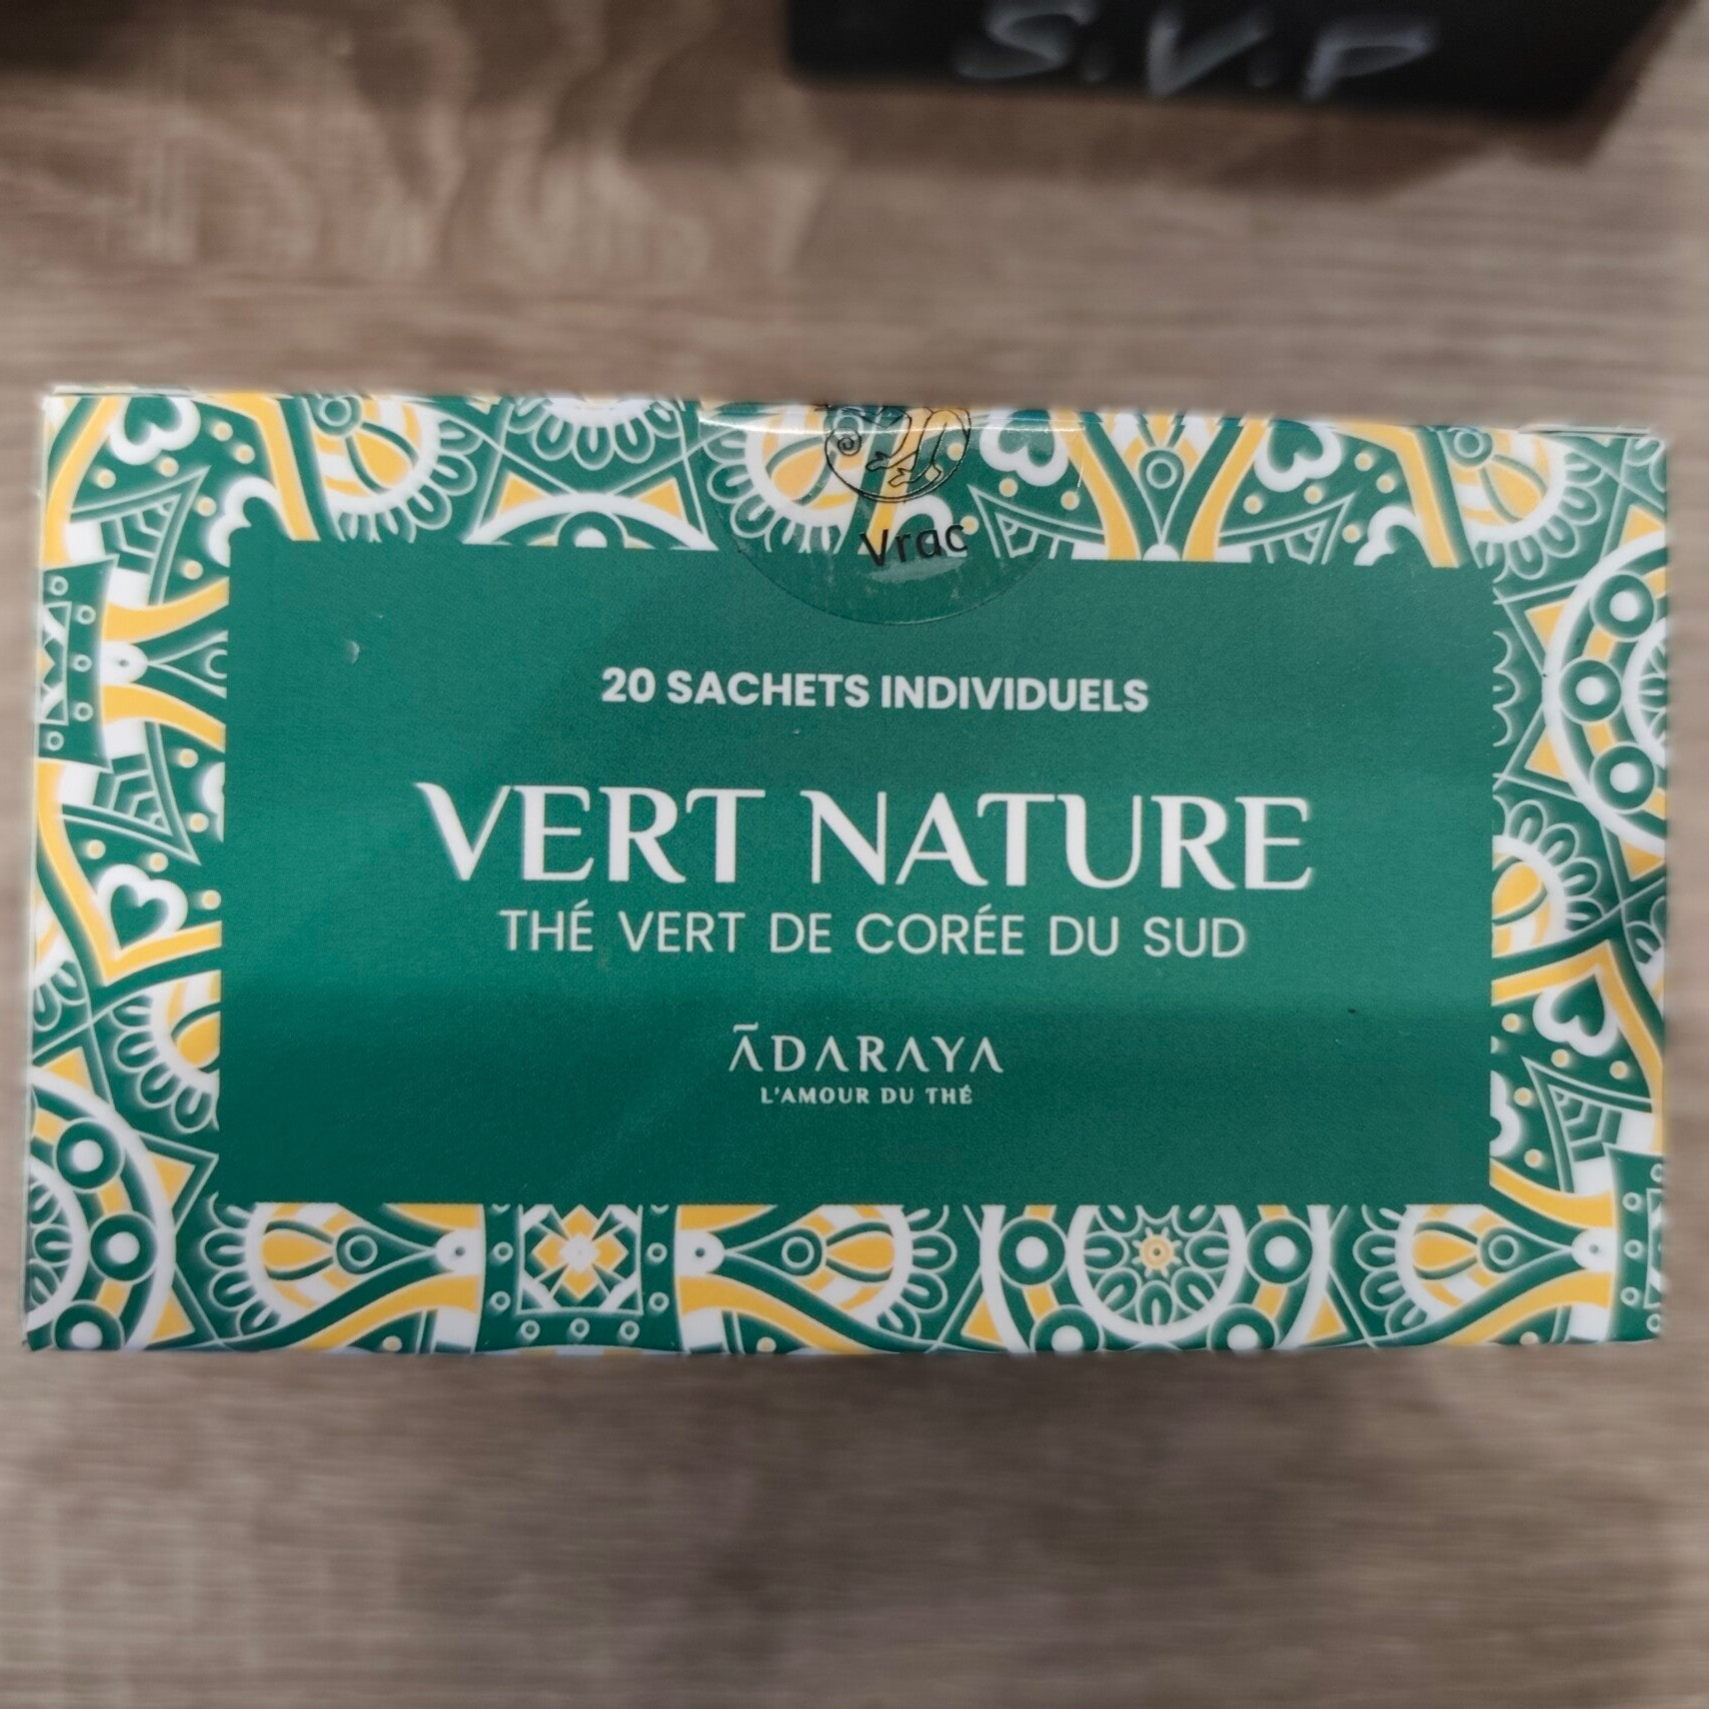 S.V.P
Vrac
20 SACHETS INDIVIDUELS
VERT NATURE
THÉ VERT DE CORÉE DU SUD
ĀDARAYA
L'AMOUR DU THÉ